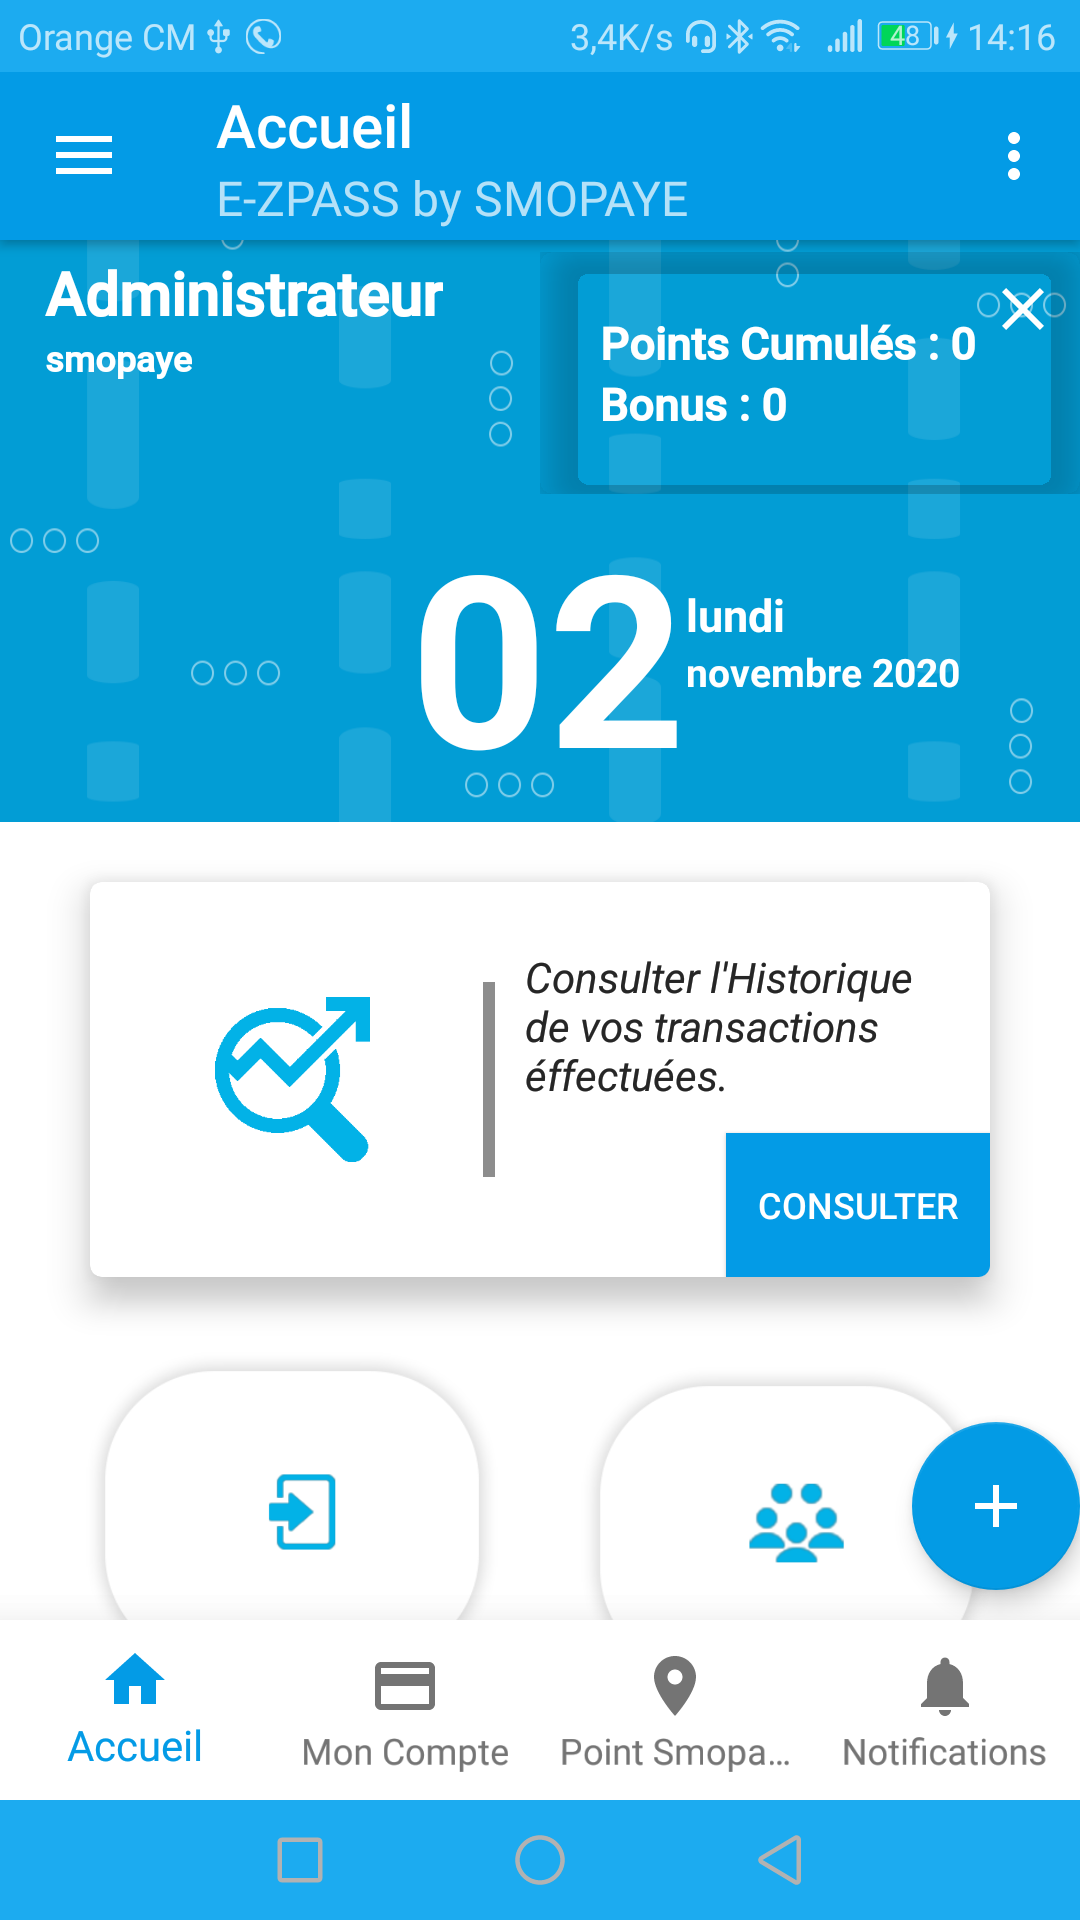 Orange CM 3,4K/s 48 14:16
Accueil
E-ZPASS by SMOPAYE
Administrateur
smopaye
Points Cumulés : 0
Bonus : 0
02
lundi
novembre 2020
Consulter l'Historique
de vos transactions
éffectuées.
CONSULTER
Accueil
Mon Compte
Point Smopa...
Notifications